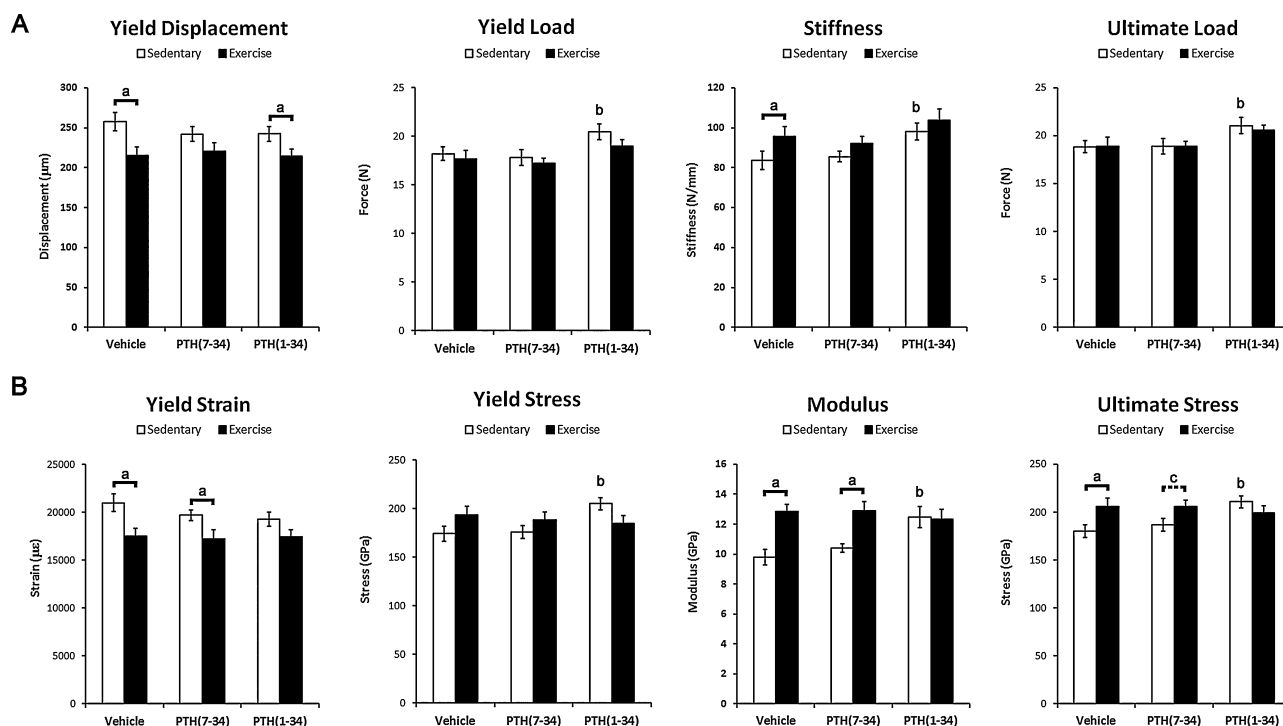 A
Yield Displacement
Sedentary Exercise
Displacement (μm)
300
250
200
150
100
50
0
a
a
Vehicle PTH(7-34) PTH(1-34)
Yield Load
Sedentary Exercise
Force (N)
25
20
15
10
5
0
b
Vehicle PTH(7-34) PTH(1-34)
Stiffness
Sedentary Exercise
Stiffness (N/mm)
120
100
80
60
40
20
0
a
b
Vehicle PTH(7-34) PTH(1-34)
Ultimate Load
Sedentary Exercise
Force (N)
25
20
15
10
5
0
b
Vehicle PTH(7-34) PTH(1-34)
B
Yield Strain
Sedentary Exercise
Strain (με)
25000
20000
15000
10000
5000
0
a
a
Vehicle PTH(7-34) PTH(1-34)
Yield Stress
Sedentary Exercise
Stress (GPa)
250
200
150
100
50
0
b
Vehicle PTH(7-34) PTH(1-34)
Modulus
Sedentary Exercise
Modulus (GPa)
16
14
12
10
8
6
4
2
0
a
a
b
Vehicle PTH(7-34) PTH(1-34)
Ultimate Stress
Sedentary Exercise
Stress (GPa)
250
200
150
100
50
0
a
c
b
Vehicle PTH(7-34) PTH(1-34)